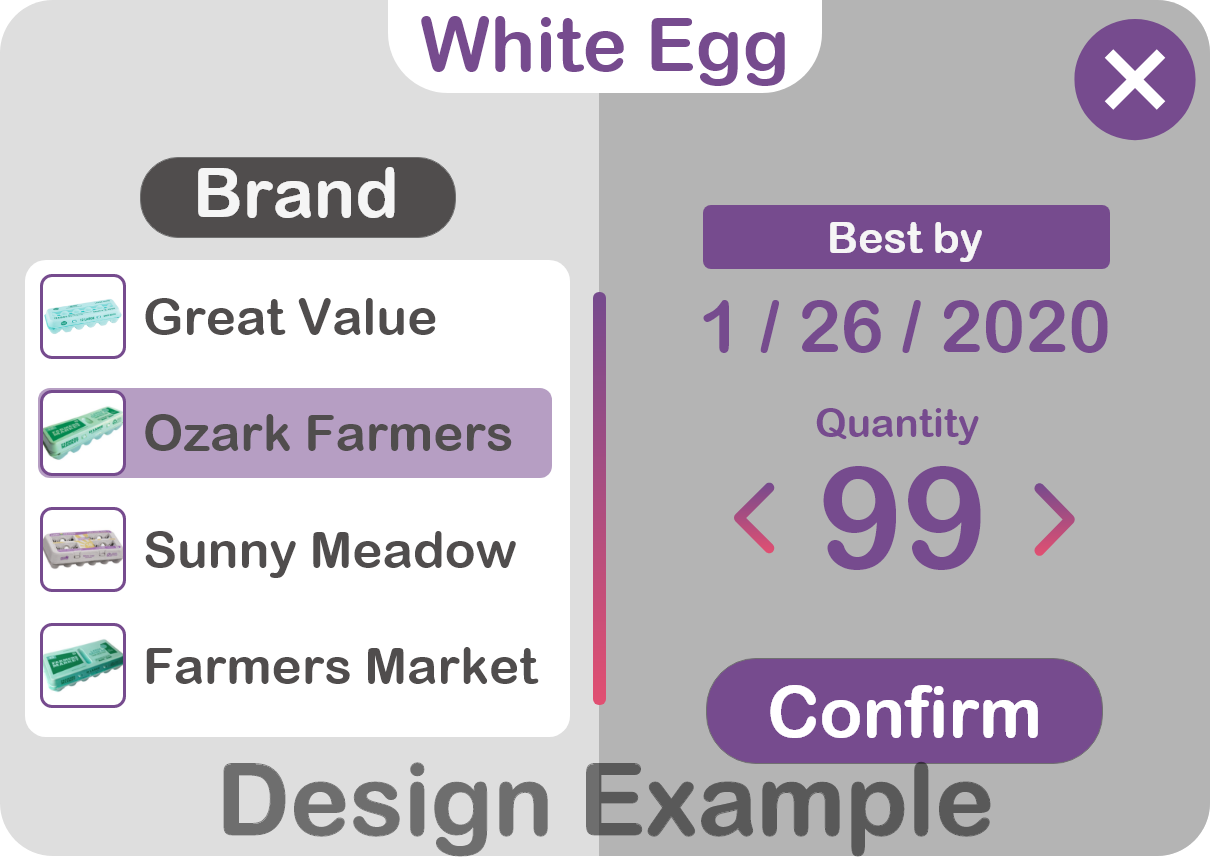 White Egg
Brand
Great Value
Ozark Farmers
Sunny Meadow
Farmers Market
Best by
1 / 26 / 2020
Quantity
< 99 >
Confirm
Design Example